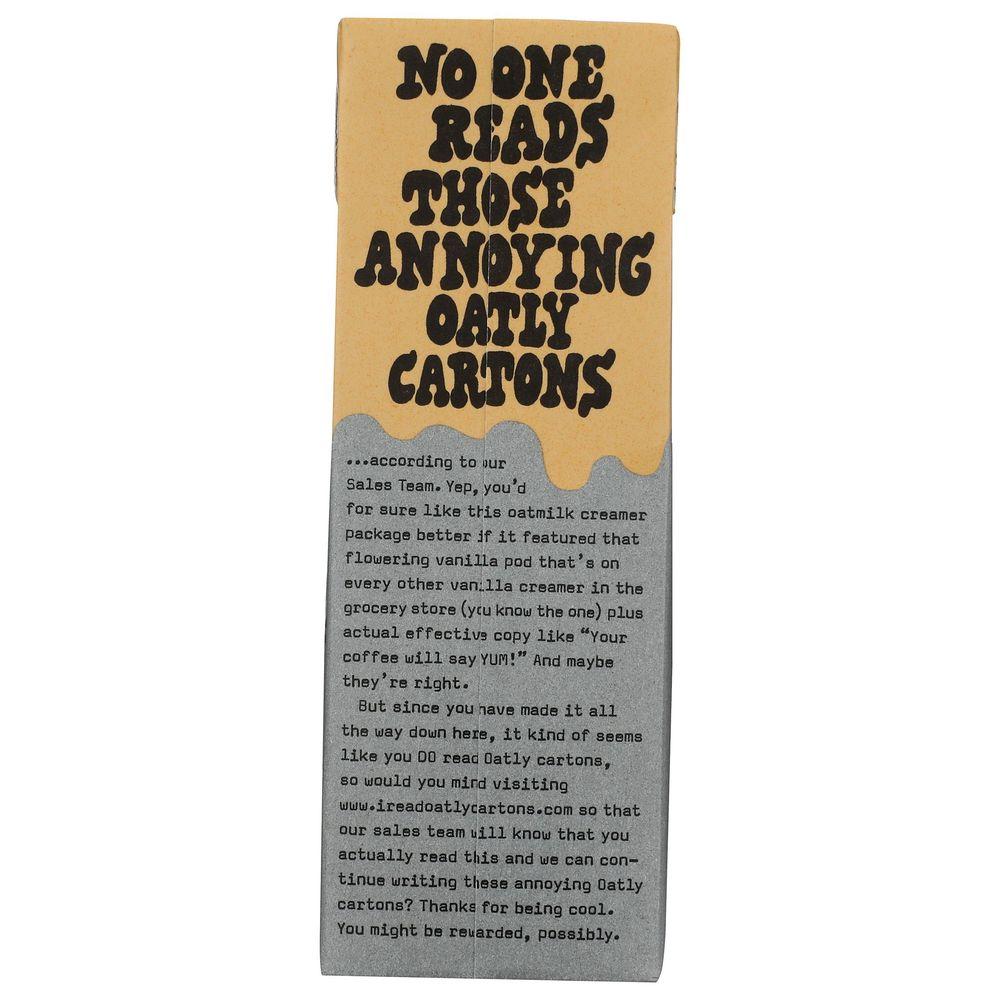 NO ONE
READS
THOSE
ANNOYING
OATLY
CARTONS
...according to our
Sales Team. Yep, you'd
for sure like this oatmilk creamer
package better if it featured that
flowering vanilla pod that's on
every other vanilla creamer in the
grocery store (you know the one) plus
actual effective copy like “Your
coffee will say YUM!” And maybe
they're right.
But since you have made it all
the way down here, it kind of seems
like you DO read Oatly cartons,
so would you mind visiting
www.ireadoatlycartons.com so that
our sales team will know that you
actually read this and we can con-
tinue writing these annoying Oatly
cartons? Thanks for being cool.
You might be rewarded, possibly.